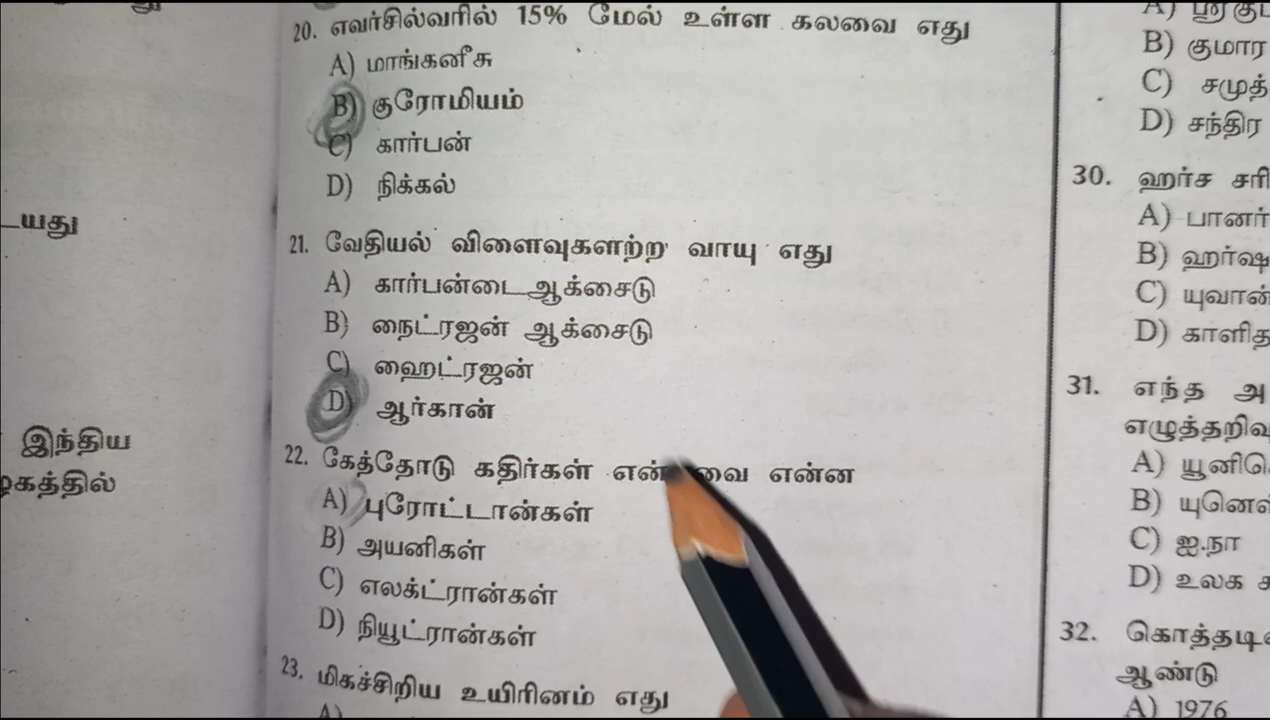 20. எவர்சில்வரில் 15% மேல் உள்ள கலவை எது
A) மாங்கனீசு
B) குரோமியம்
C) கார்பன்
D) நிக்கல்
21. வேதியல் விளைவுகளற்ற வாயு எது
A) கார்பன்டைஆக்சைடு
B) நைட்ரஜன் ஆக்சைடு
C) ஹைட்ரஜன்
D) ஆர்கான்
22. கேத்தோடு கதிர்கள் என் வை என்ன
A) புரோட்டான்கள்
B) அயனிகள்
C) எலக்ட்ரான்கள்
D) நியூட்ரான்கள்
23. மிகச்சிறிய உயிரினம் எது
A)
யது
இந்திய
ழகத்தில்
A)
B) குமார
C) சமுத்
D) சந்திர
30. ஹர்ச சரி
A) பானர்
B) ஹர்ஷ
C) யுவான்
D) காளித
31. எந்த அ
எழுத்தறிவு
A) யூனி
B) யுனெஸ்
C) ஐ.நா
D) உலக
32. கொத்தடி
ஆண்டு
A) 1976